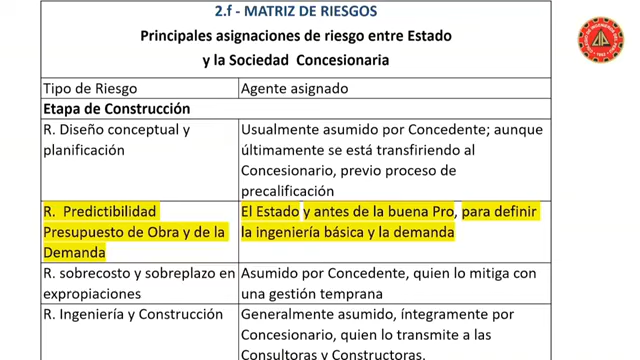 2.f - MATRIZ DE RIESGOS
Principales asignaciones de riesgo entre Estado
y la Sociedad Concesionaria
Tipo de Riesgo
Agente asignado
Etapa de Construcción
R. Diseño conceptual y
planificación
Usualmente asumido por Concedente; aunque
últimamente se está transfiriendo al
Concesionario, previo proceso de
precalificación
R. Predictibilidad
Presupuesto de Obra y de la
Demanda
El Estado y antes de la buena Pro, para definir
la ingeniería básica y la demanda
R. sobrecosto y sobreplazo en
expropiaciones
Asumido por Concedente, quien lo mitiga con
una gestión temprana
R. Ingeniería y Construcción
Generalmente asumido, íntegramente por
Concesionario, quien lo transmite a las
Consultoras y Constructoras.